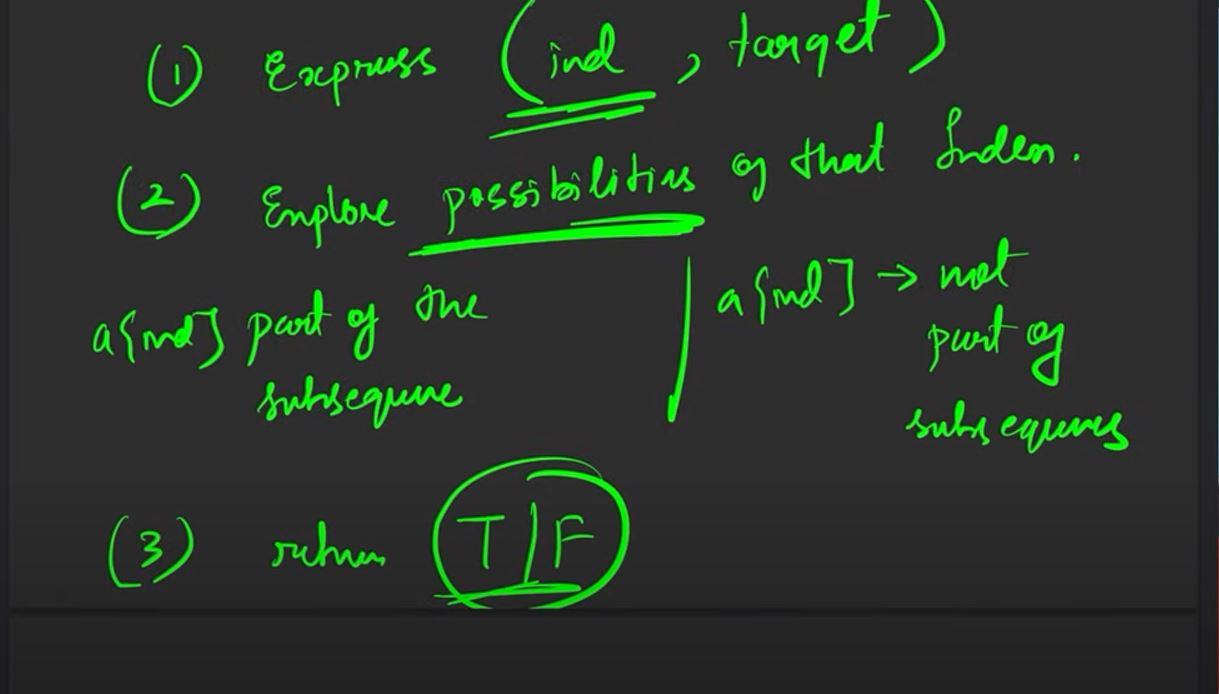 (1) Express (ind, target)
(2) Explore possibilities of that Index.
a[ind] part of the
subsequence
a[ind] → not
part of
subsequences
(3) return T/F